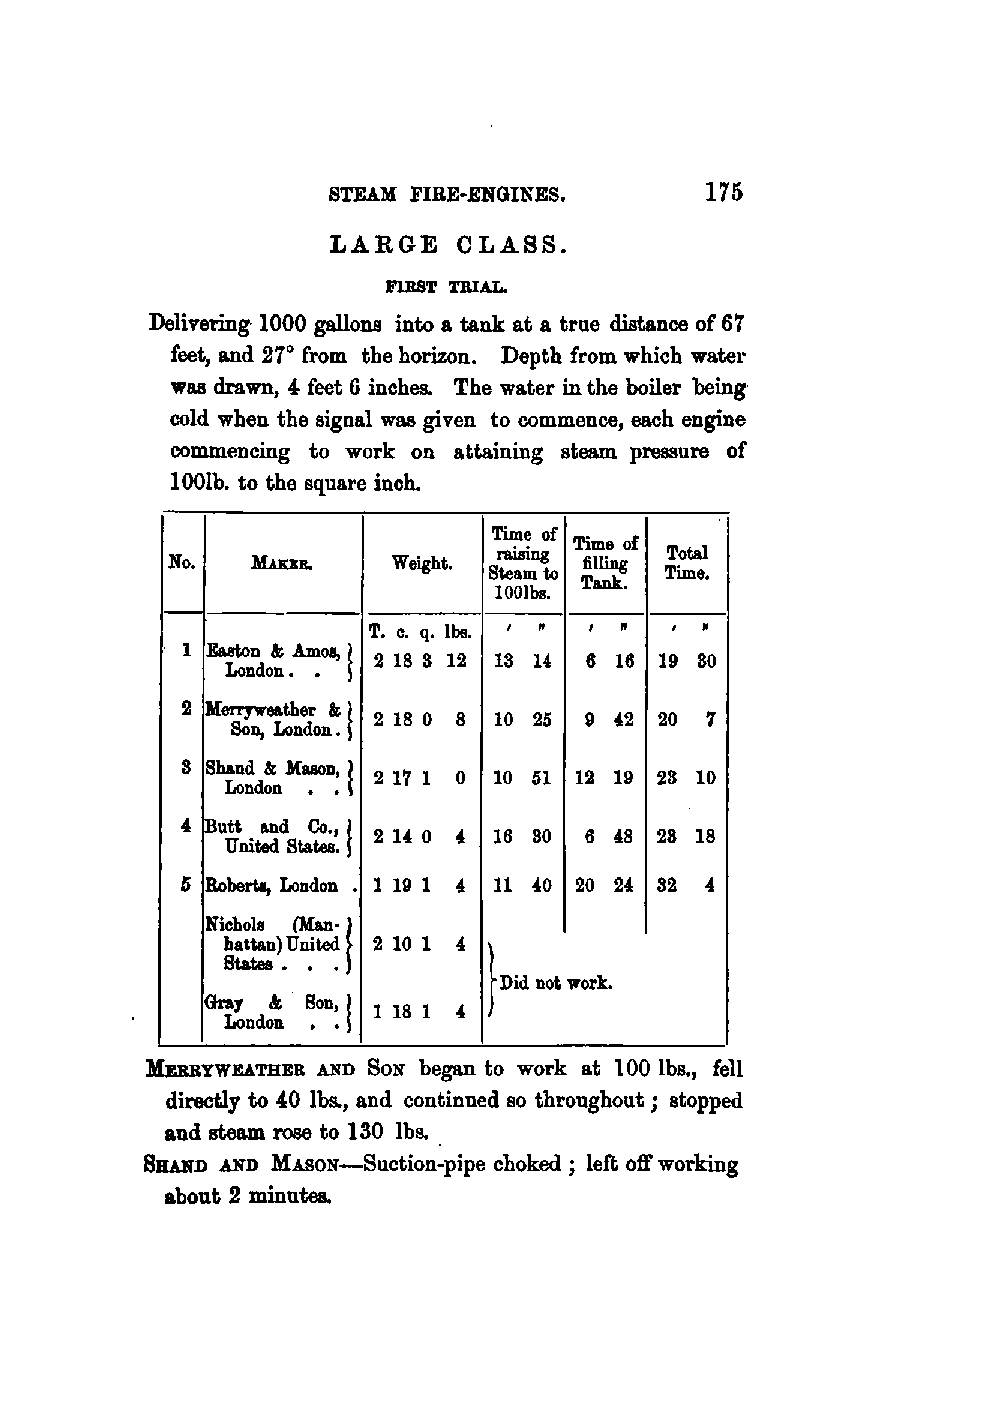 STEAM FIRE-ENGINES. 175
LARGE CLASS.
FIRST TRIAL.
Delivering 1000 gallons into a tank at a true distance of 67
feet, and 27° from the horizon. Depth from which water
was drawn, 4 feet 6 inches. The water in the boiler being
cold when the signal was given to commence, each engine
commencing to work on attaining steam pressure of
100lb. to the square inch.
No. MAKER. Weight. Time of raising Steam to 100lbs. Time of filling Tank. Total Time.
T. c. q. lbs. ′ ″ ′ ″ ′ ″
1 Easton & Amos, London . . 2 18 3 12 13 14 6 16 19 30
2 Merryweather & Son, London . 2 18 0 8 10 25 9 42 20 7
3 Shand & Mason, London . . 2 17 1 0 10 51 12 19 23 10
4 Butt and Co., United States. 2 14 0 4 16 30 6 48 23 18
5 Roberts, London . 1 19 1 4 11 40 20 24 32 4
Nichols (Manhattan) United States . . . 2 10 1 4
Did not work.
Gray & Son, London . . 1 18 1 4
MERRYWEATHER AND SON began to work at 100 lbs., fell
directly to 40 lbs., and continued so throughout ; stopped
and steam rose to 130 lbs.
SHAND AND MASON—Suction-pipe choked ; left off working
about 2 minutes.